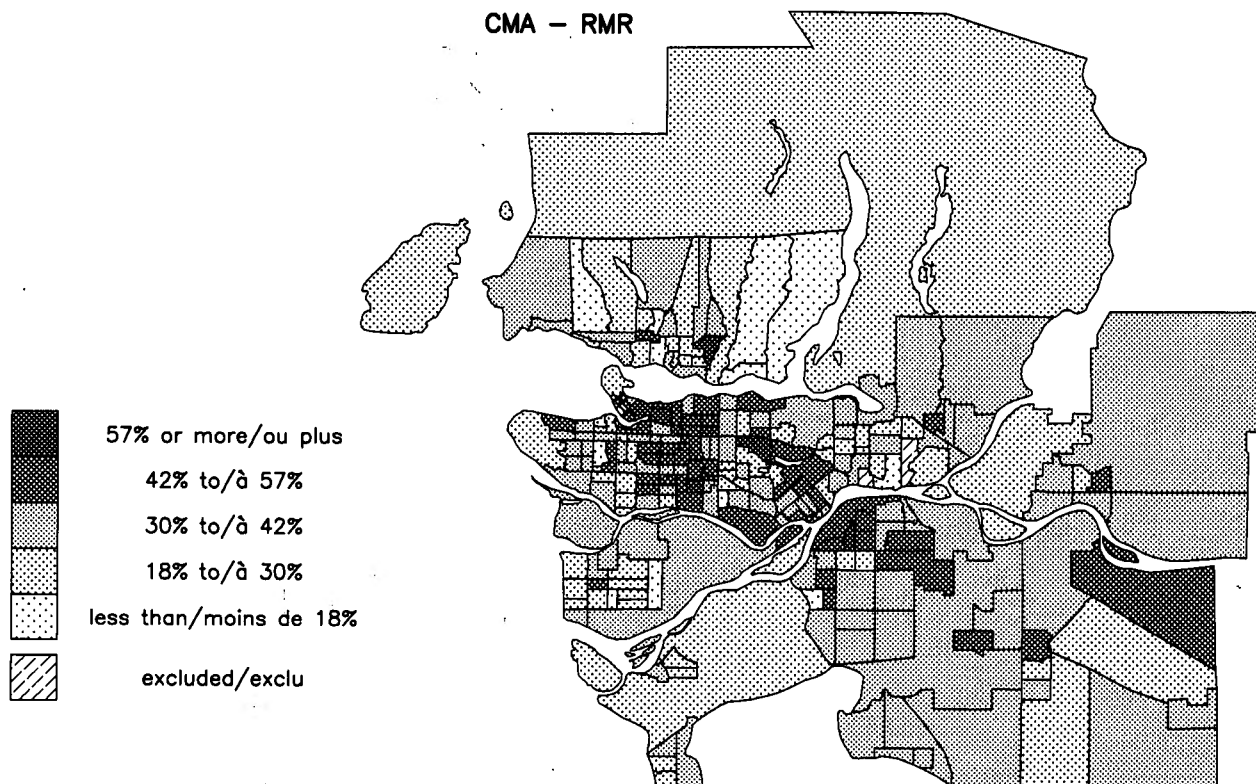 CMA – RMR
57% or more/ou plus
42% to/à 57%
30% to/à 42%
18% to/à 30%
less than/moins de 18%
excluded/exclu